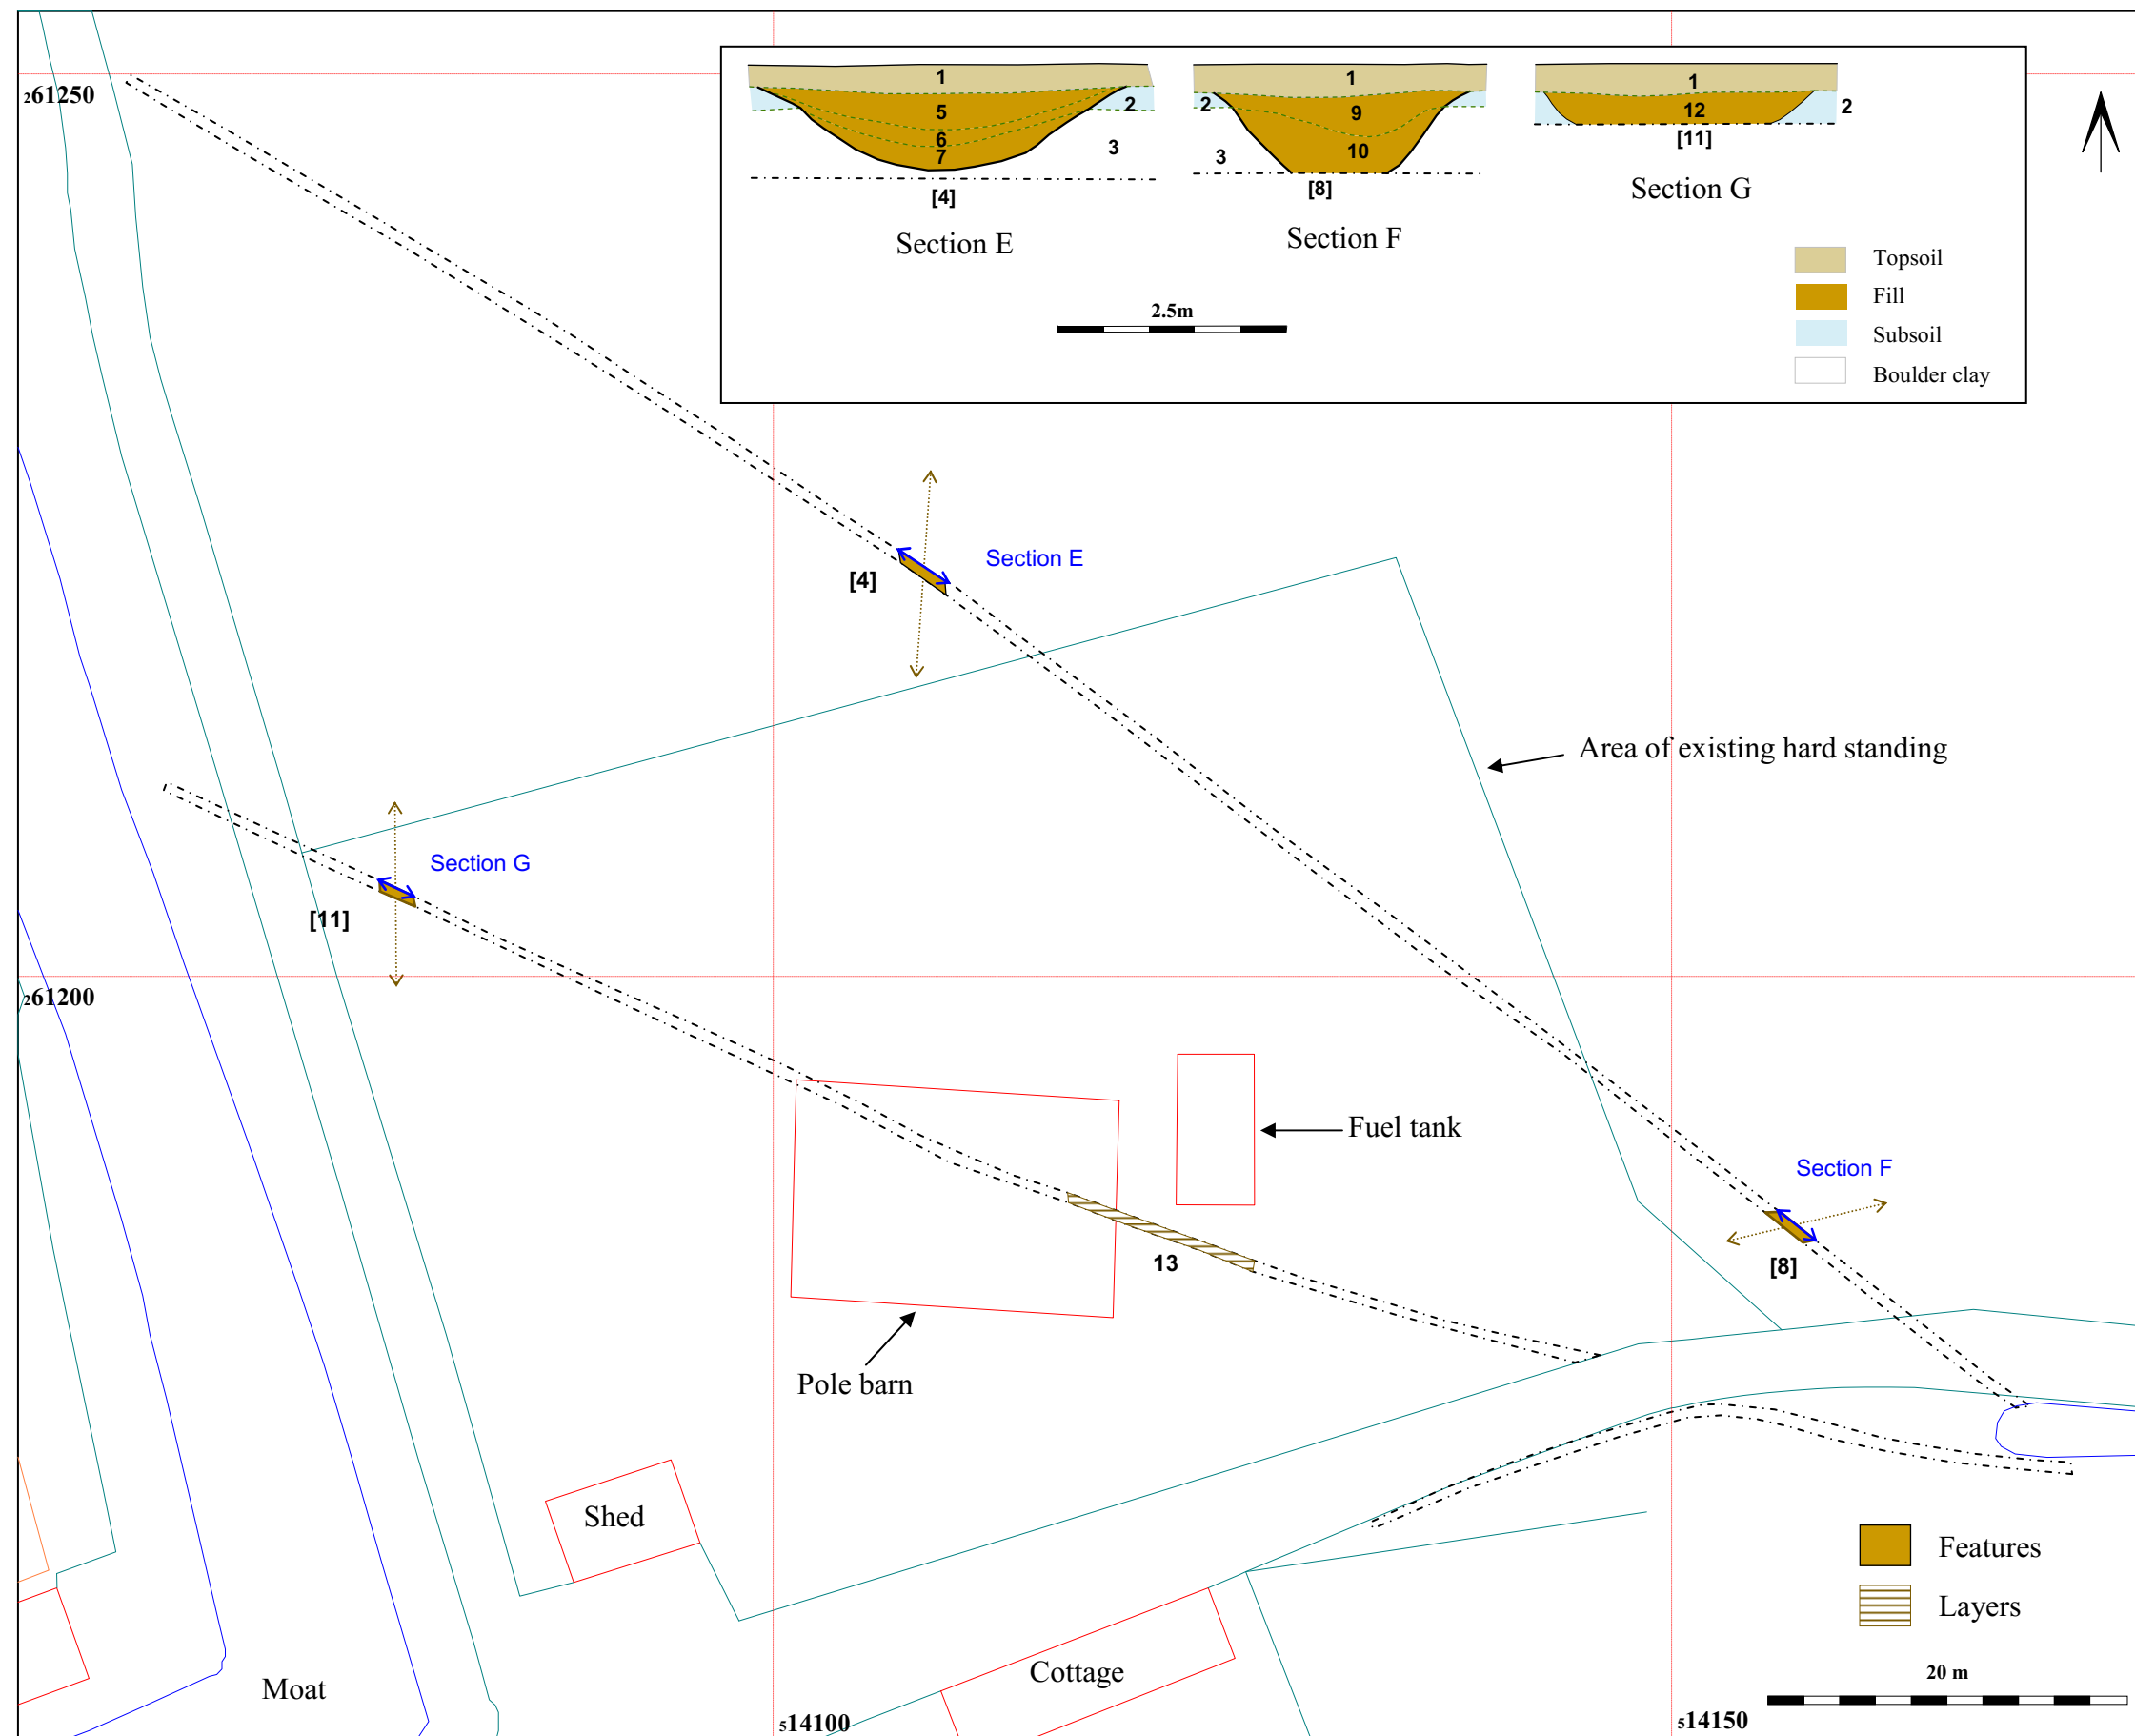 261250
1
5
6
7
2
3
[4]
Section E
1
2
9
3
10
[8]
Section F
1
12
2
[11]
Section G
Topsoil
Fill
Subsoil
Boulder clay
2.5m
Section E
[4]
Area of existing hard standing
Section G
[11]
261200
Fuel tank
Section F
[8]
13
Pole barn
Shed
Features
Layers
Cottage
Moat
20 m
514100
514150